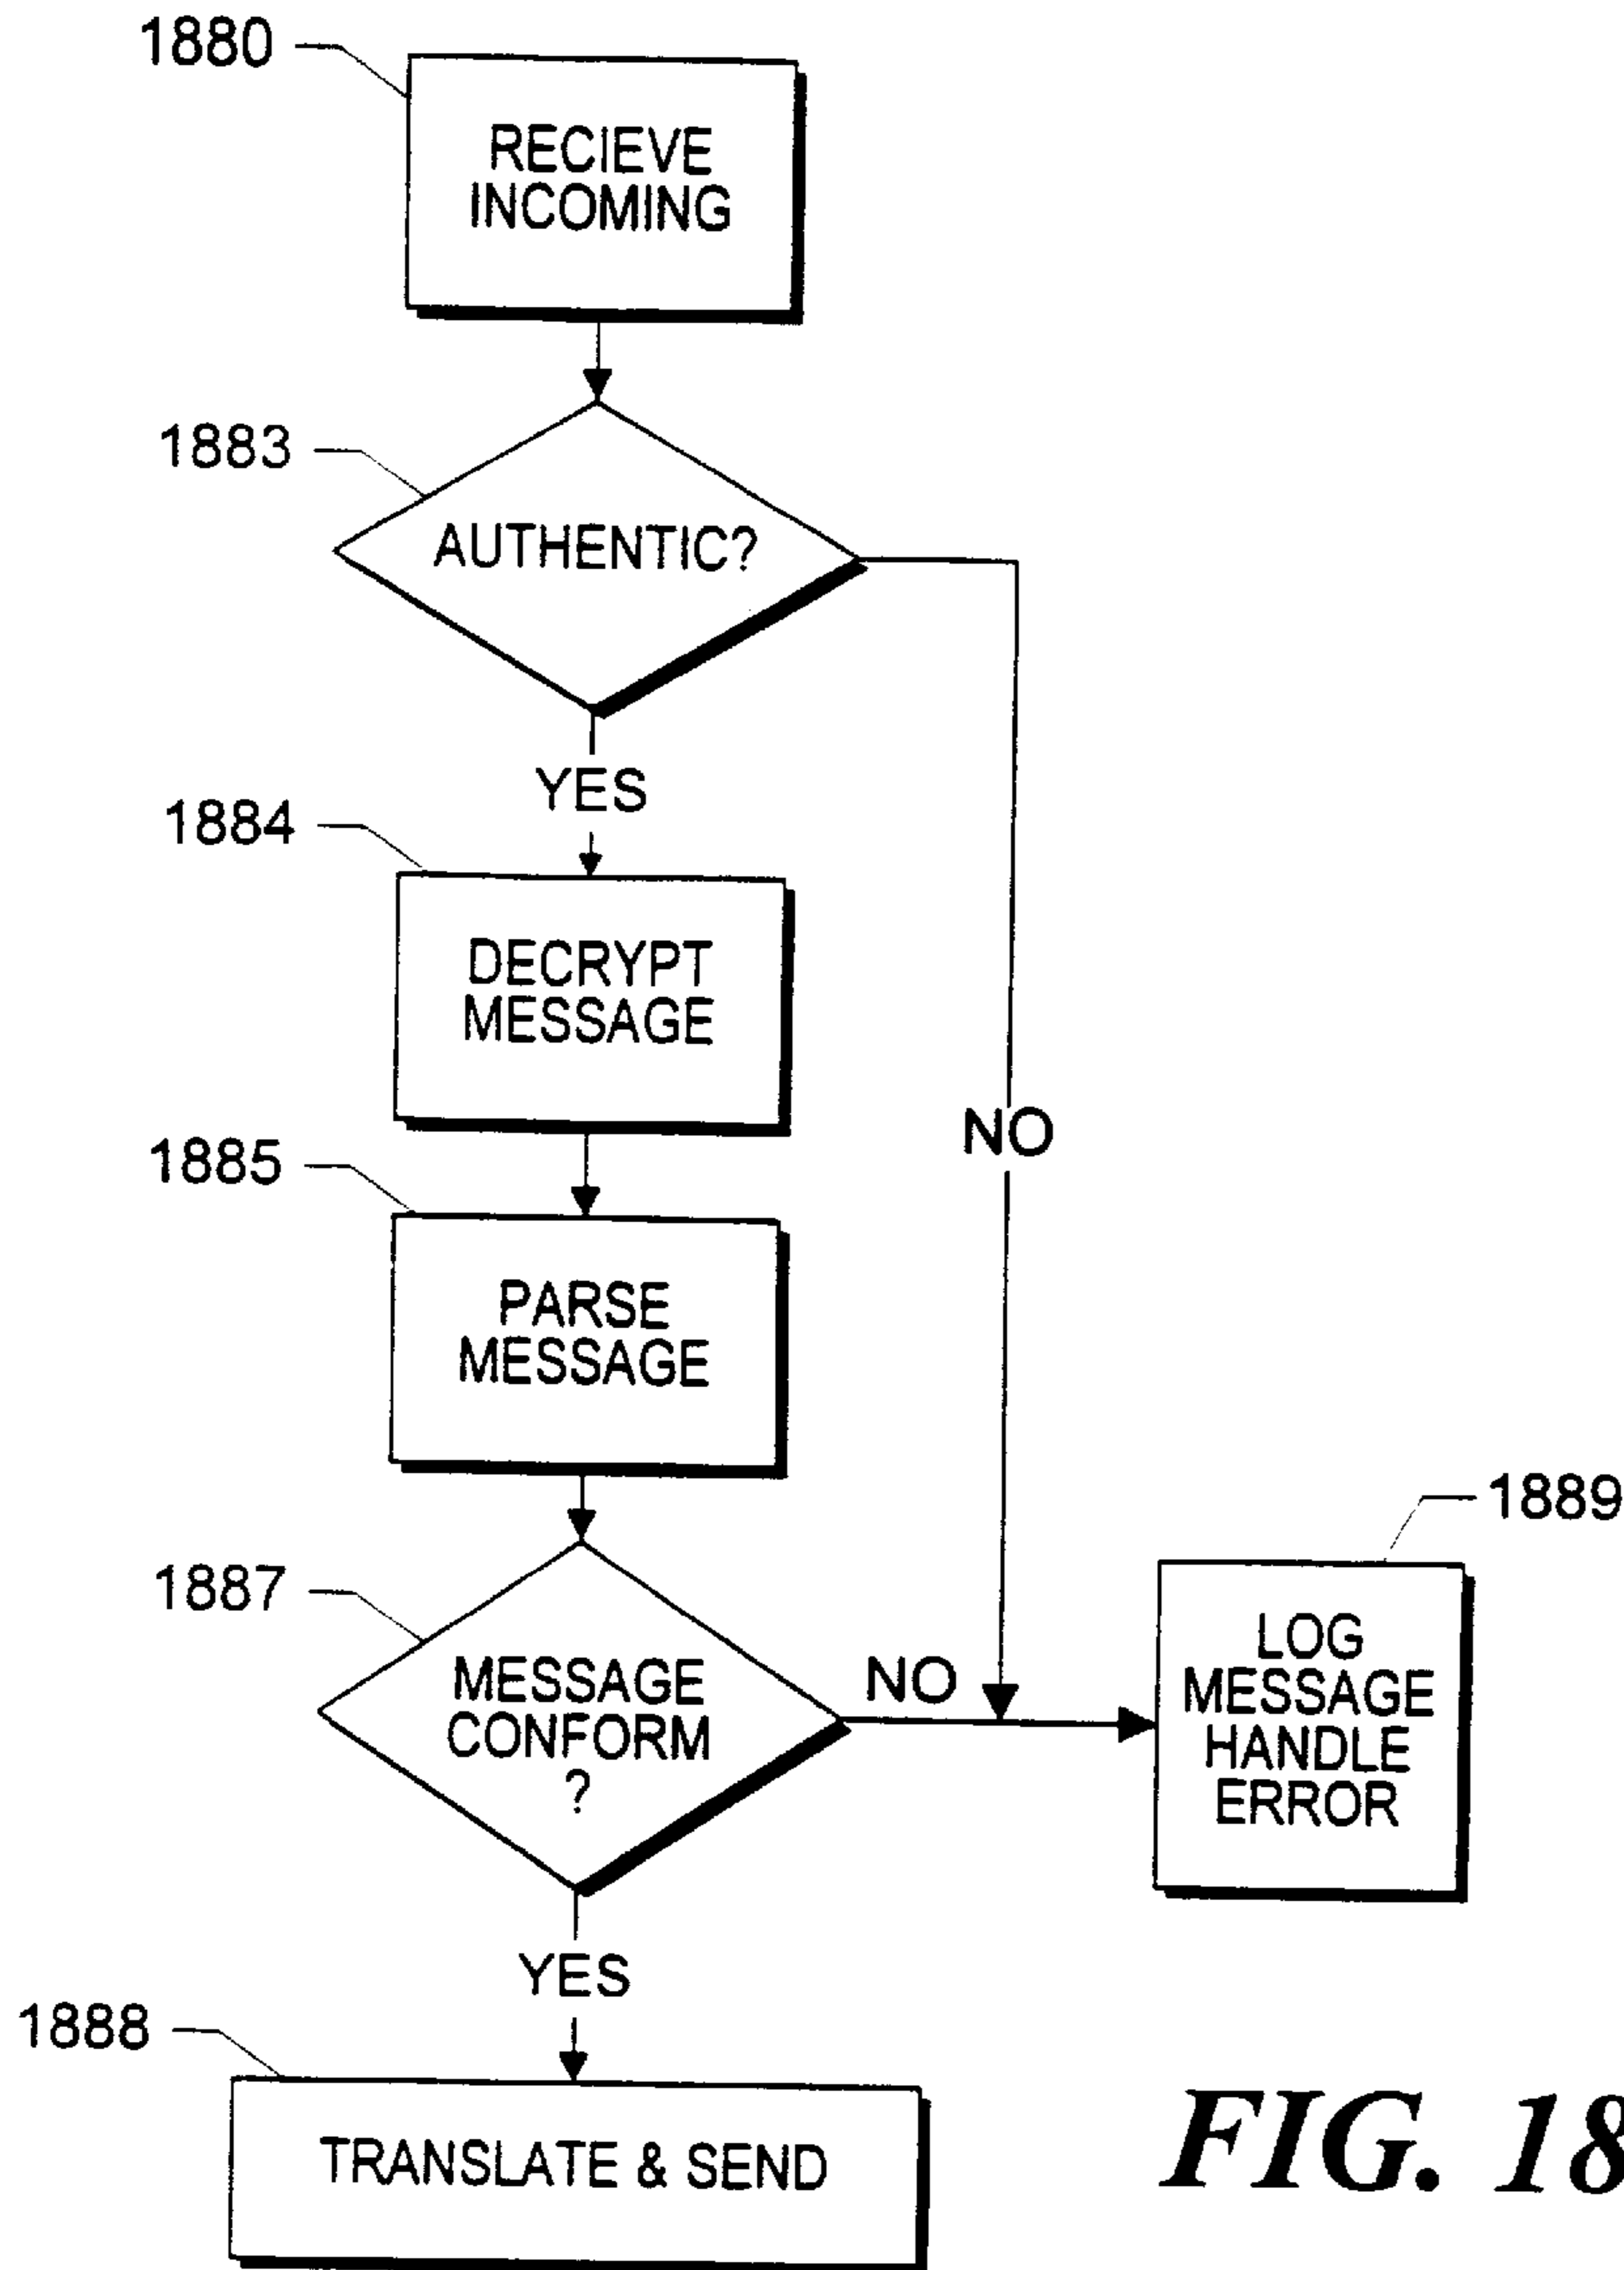 1880
RECIEVE
INCOMING
1883
AUTHENTIC?
YES
1884
DECRYPT
MESSAGE
NO
1885
PARSE
MESSAGE
1889
1887
MESSAGE
CONFORM
?
NO
LOG
MESSAGE
HANDLE
ERROR
YES
1888
TRANSLATE & SEND
FIG. 18